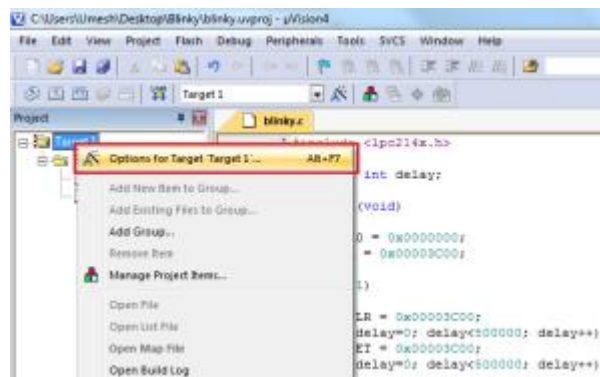 C:\Users\Umesh\Desktop\Blinky\blinky.uvproj - µVision4
File Edit View Project Flash Debug Peripherals Tools SVCS Window Help
Target 1
Project
blinky.c
Target 1
<lpc214x.h>
Options for Target 'Target 1'... Alt+F7
int delay;
Add New Item to Group...
Add Existing Files to Group...
(void)
Add Group...
0 = 0x0000000;
Remove Item
= 0x00003C00;
Manage Project Items...
1)
Open File
LR = 0x00003C00;
Open List File
delay=0; delay<500000; delay++)
Open Map File
ET = 0x00003C00;
Open Build Log
delay=0; delay<500000; delay++)